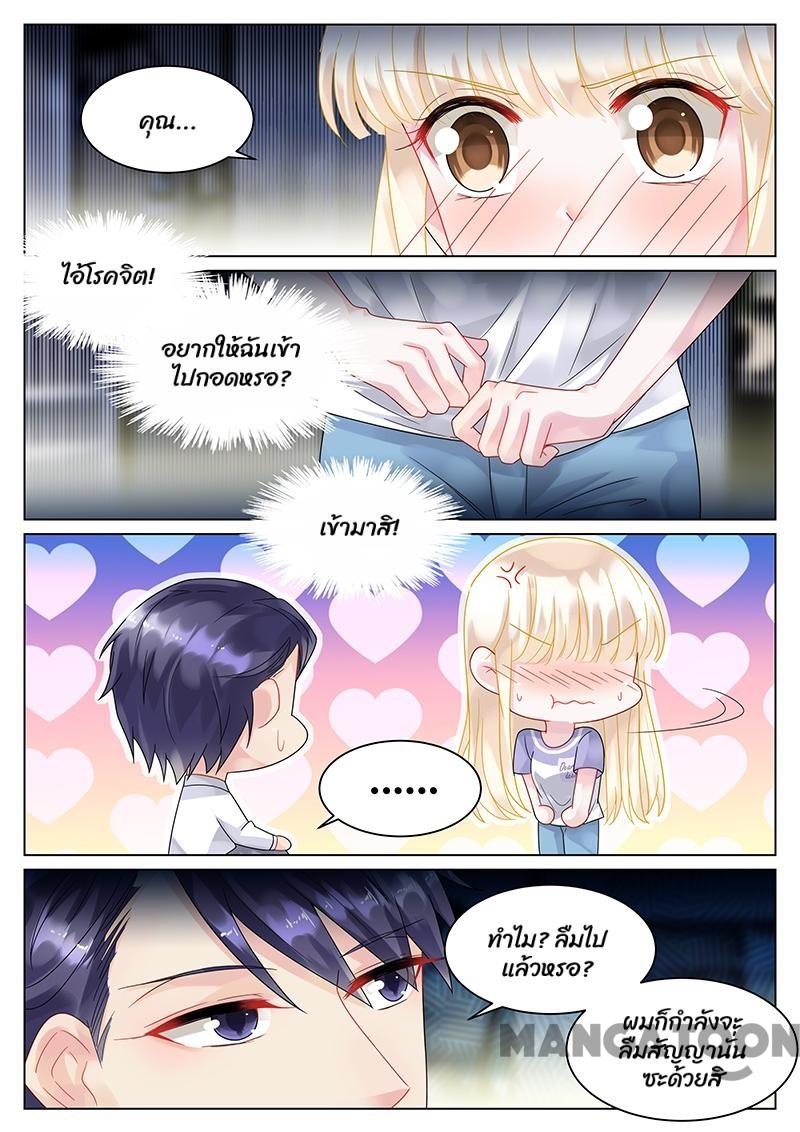 คุณ...
ไอ้โรคจิต!
อยากให้ฉันเข้า
ไปกอดหรอ?
เข้ามาสิ!
......
ทำไม? ลืมไป
แล้วหรอ?
ผมก็กำลังจะ
ลืมสัญญานั่น
ซะด้วยสิ
MANGATOON